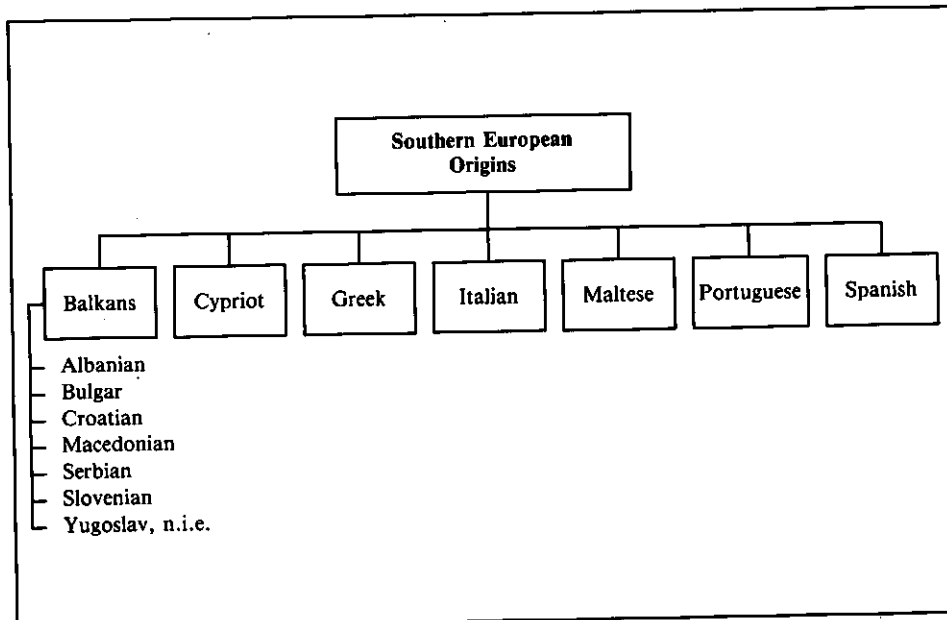 Southern European
Origins
Balkans
Cypriot
Greek
Italian
Maltese
Portuguese
Spanish
Albanian
Bulgar
Croatian
Macedonian
Serbian
Slovenian
Yugoslav, n.i.e.